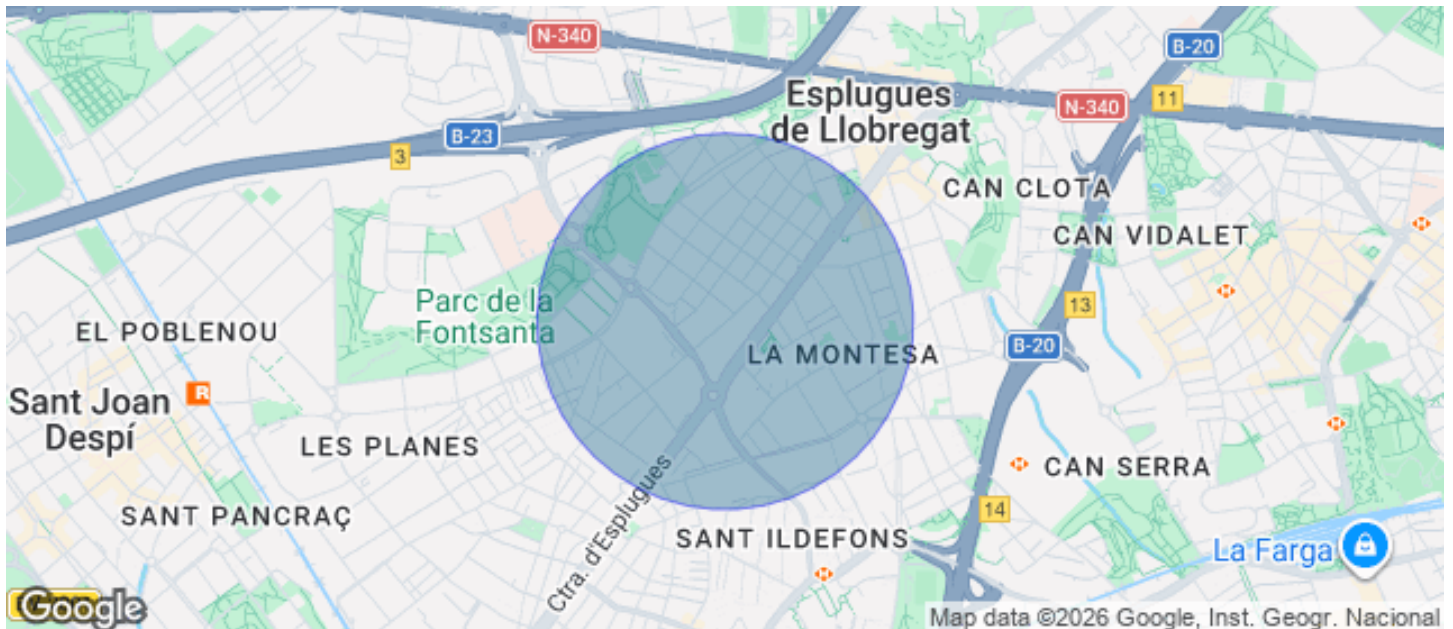 N-340
B-20
Esplugues
de Llobregat
N-340
11
B-23
3
CAN CLOTA
CAN VIDALET
Parc de la
Fontsanta
13
EL POBLENOU
LA MONTESA
B-20
R
Sant Joan
Despí
LES PLANES
CAN SERRA
Ctra. d'Esplugues
SANT PANCRAÇ
14
SANT ILDEFONS
La Farga
Google
Map data ©2026 Google, Inst. Geogr. Nacional